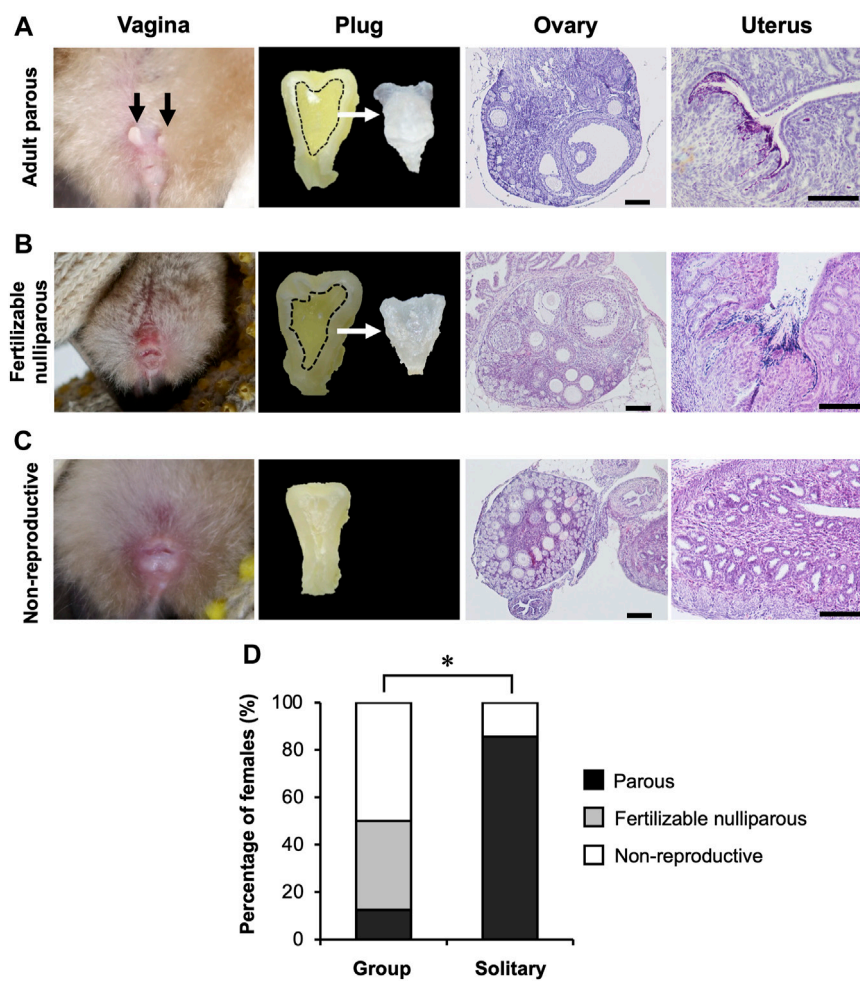 A
Vagina
Plug
Ovary
Uterus
Adult parous
B
Fertilizable
nulliparous
C
Non-reproductive
D
*
Percentage of females (%)
100
80
60
40
20
0
Group
Solitary
Parous
Fertilizable nulliparous
Non-reproductive